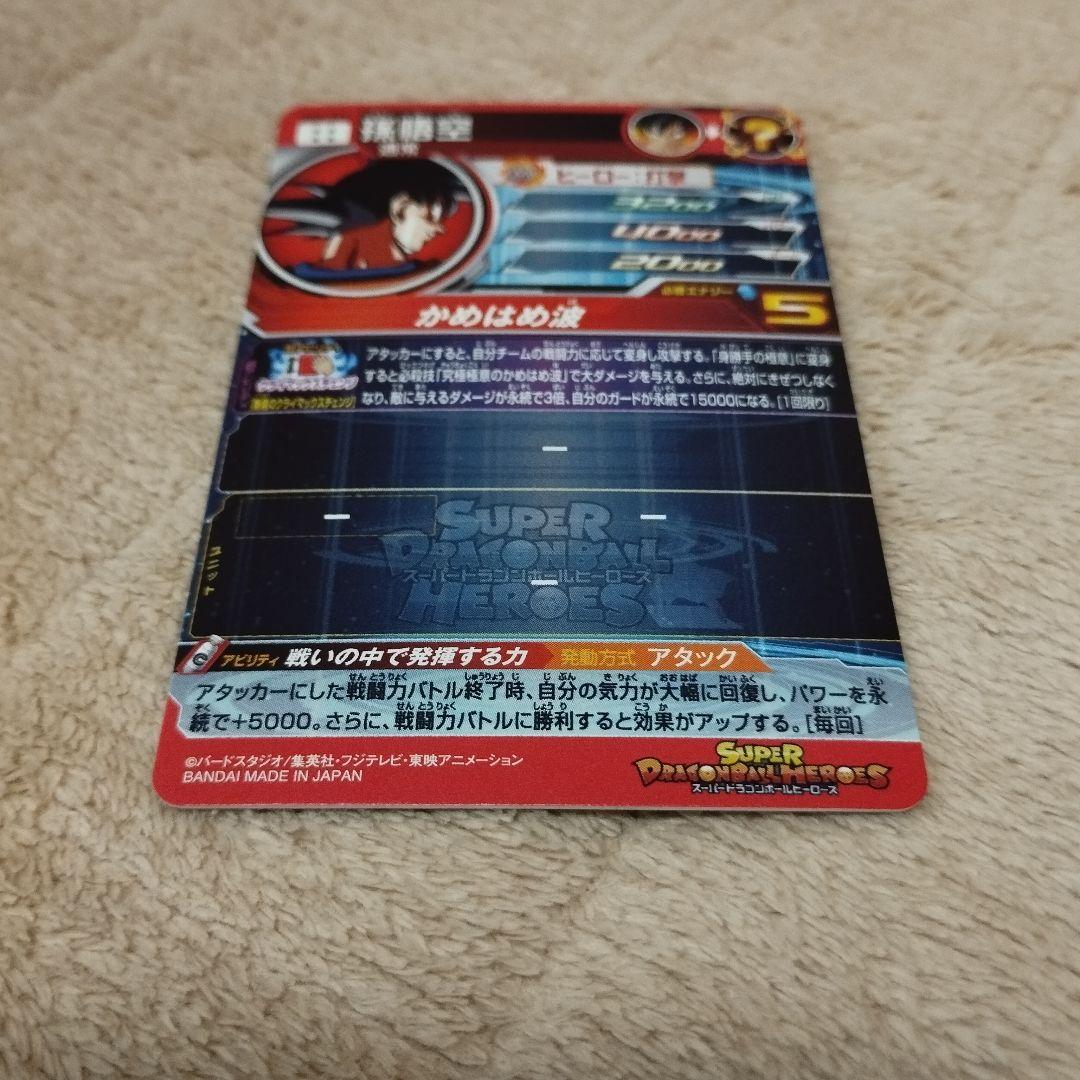 孫悟空
ヒーロー：打撃
3200
4000
2000
必要エナジー
5
かめはめ波
アタッカーにすると、自分チームの戦闘力に応じて変身し攻撃する。「身勝手の極意」に変身
すると必殺技「究極極意のかめはめ波」で大ダメージを与える。さらに、絶対にきぜつしなく
なり、敵に与えるダメージが永続で3倍、自分のガードが永続で15000になる。[1回限り]
ー
ー ー
ユニット
ー
SUPER
DRAGONBALL
スーパードラゴンボールヒーローズ
HEROES
アビリティ 戦いの中で発揮する力 発動方式 アタック
アタッカーにした戦闘力バトル終了時、自分の気力が大幅に回復し、パワーを永
続で+5000。さらに、戦闘力バトルに勝利すると効果がアップする。[毎回]
©バードスタジオ/集英社・フジテレビ・東映アニメーション
BANDAI MADE IN JAPAN
SUPER
DRAGONBALL HEROES
スーパードラゴンボールヒーローズ